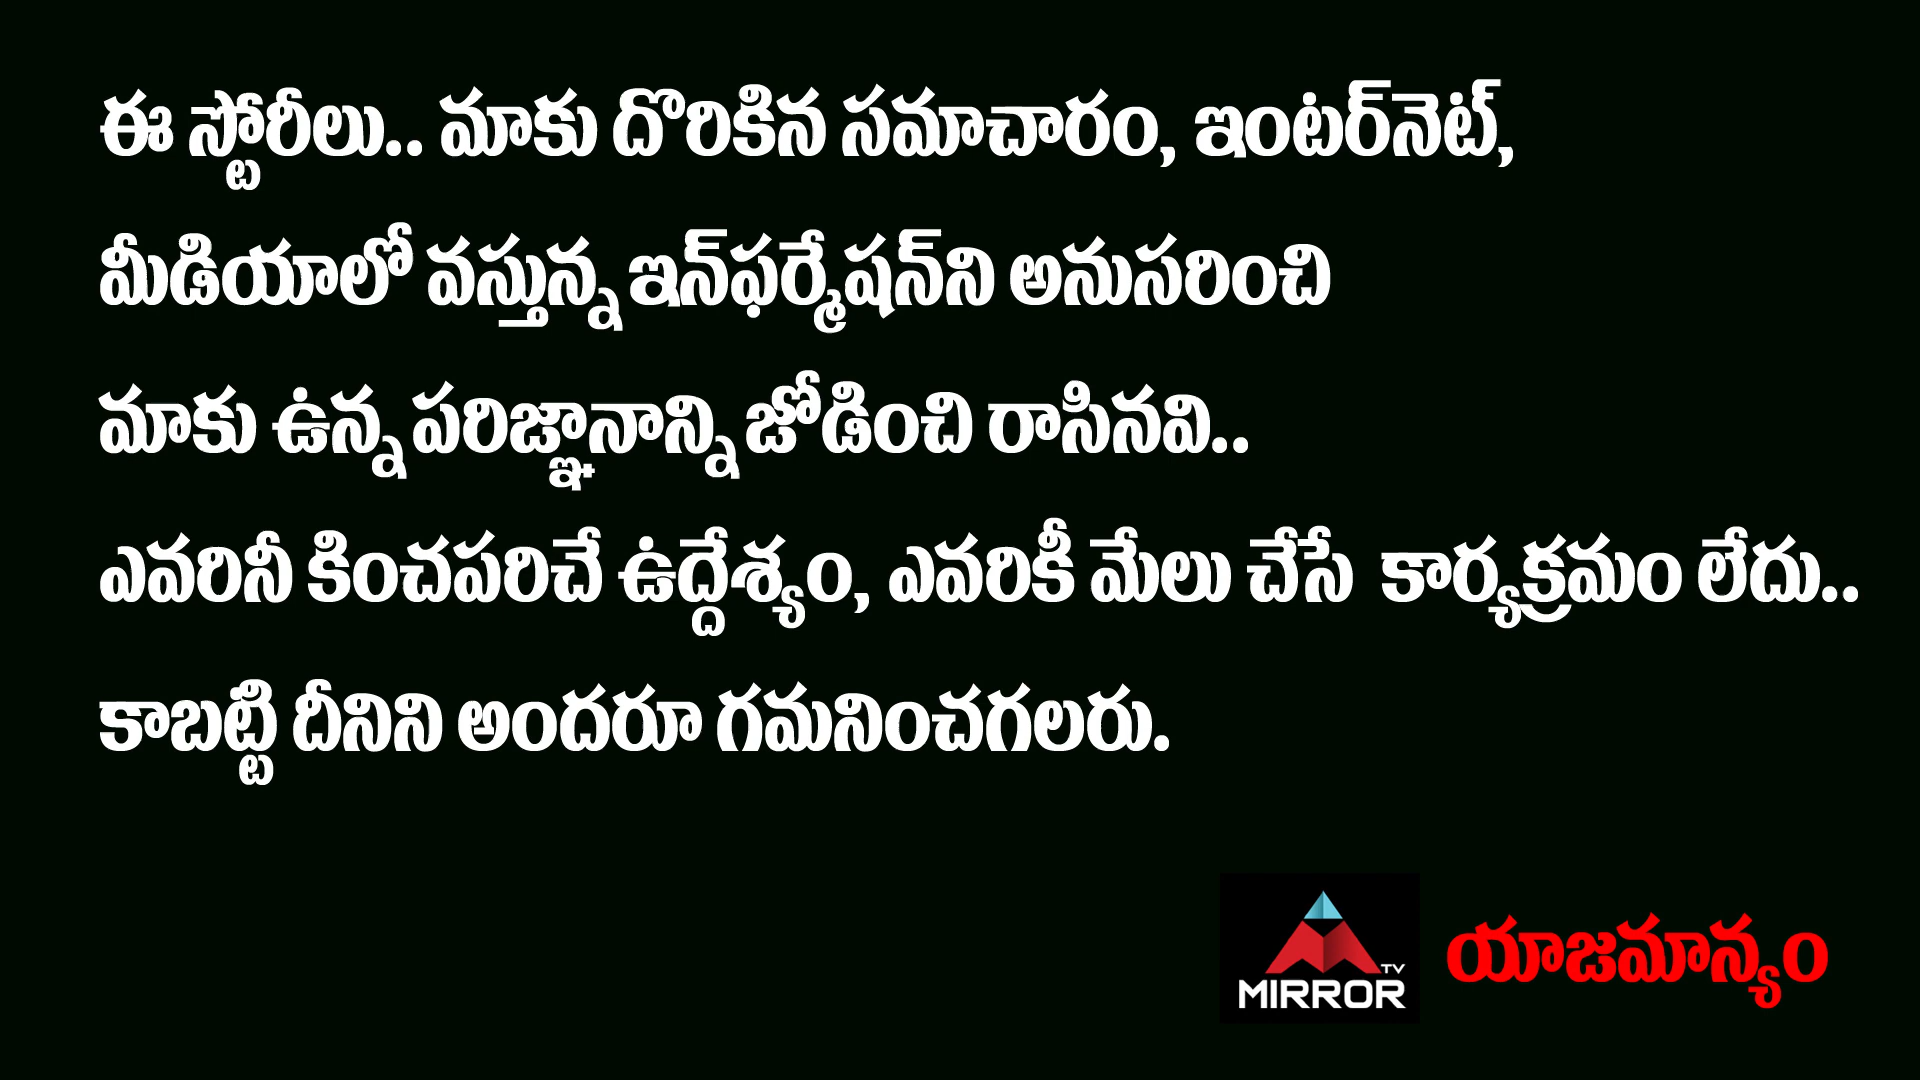 ఈ స్టోరీలు.. మాకు దొరికిన సమాచారం, ఇంటర్‌నెట్,
మీడియాలో వస్తున్న ఇన్‌ఫర్మేషన్‌ని అనుసరించి
మాకు ఉన్న పరిజ్ఞానాన్ని జోడించి రాసినవి..
ఎవరినీ కించపరిచే ఉద్దేశ్యం, ఎవరికీ మేలు చేసే కార్యక్రమం లేదు..
కాబట్టి దీనిని అందరూ గమనించగలరు.
TV
MIRROR
యాజమాన్యం